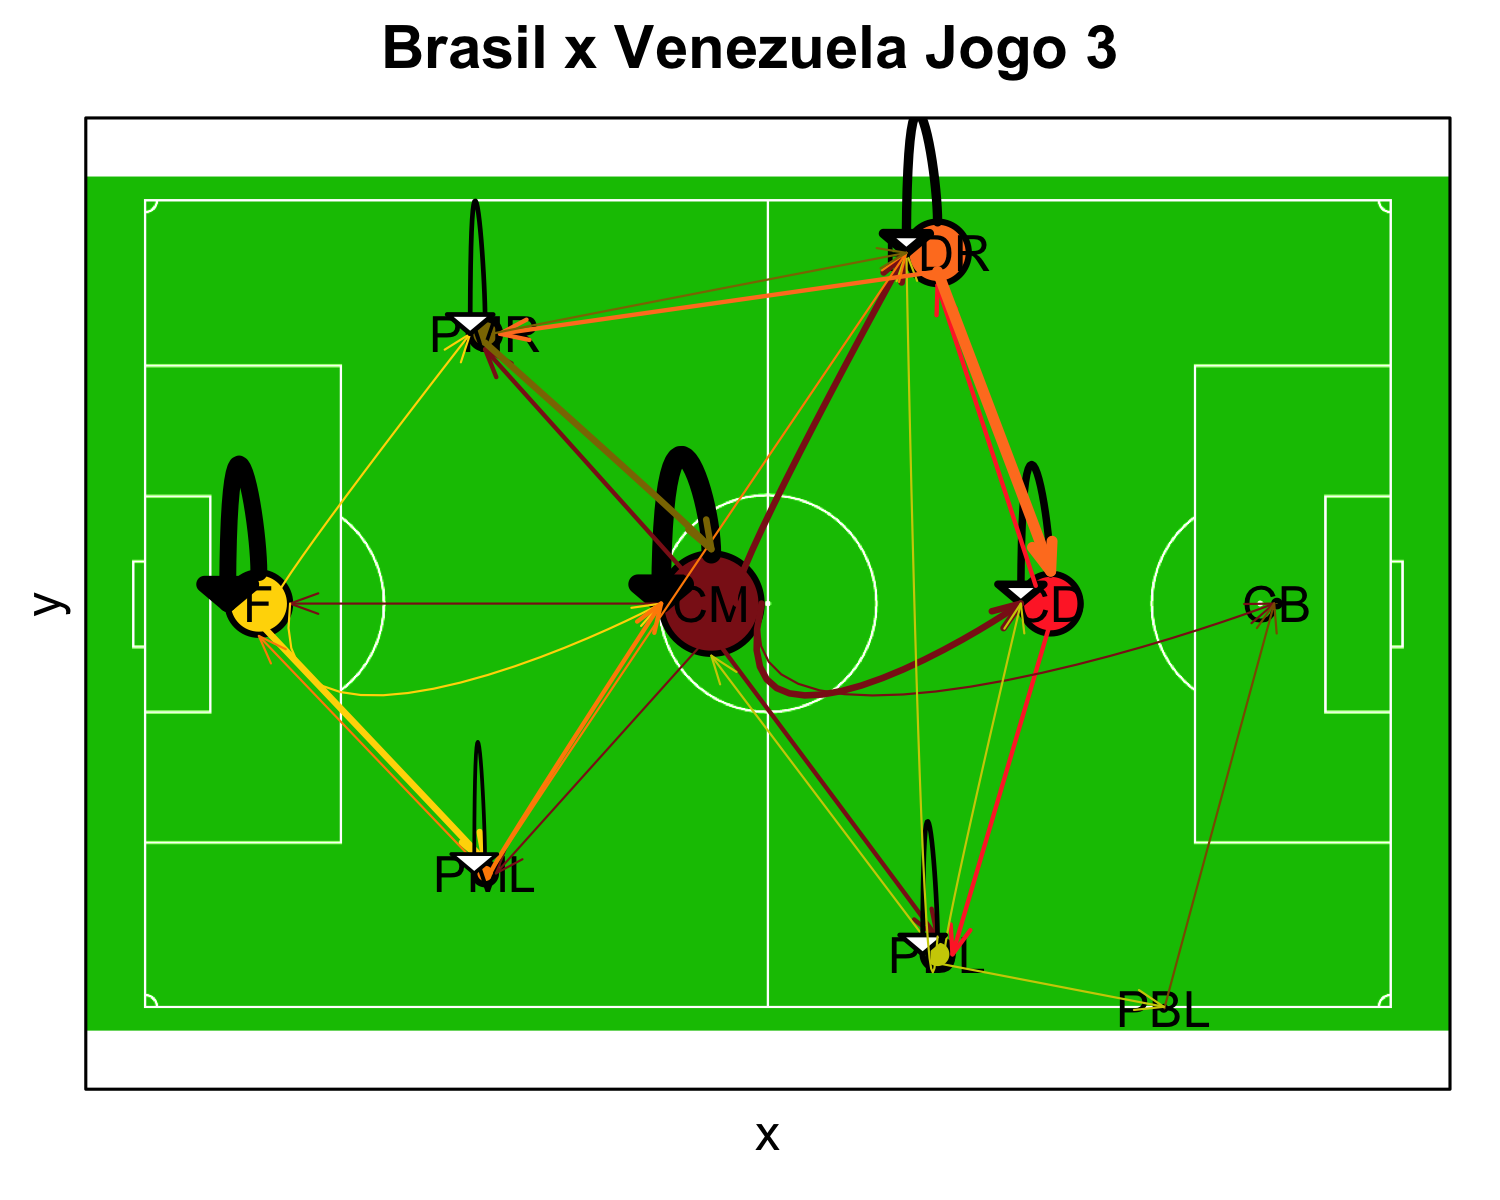 Brasil x Venezuela Jogo 3
PDR
PMR
F
CM
CD
CB
PML
PDL
PBL
y
x